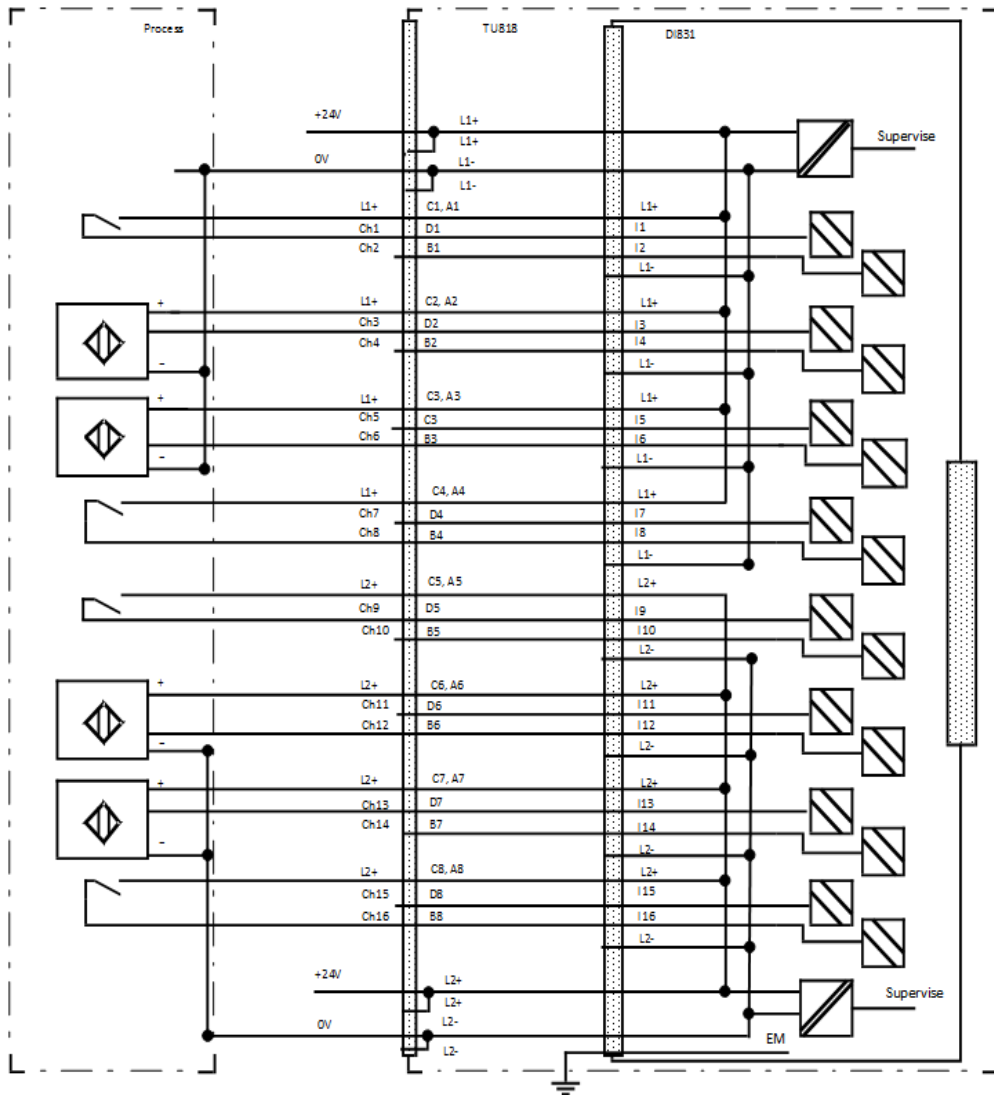 Process TU818 DI831
+24V L1+
L1+ Supervise
0V L1-
L1-
L1+ C1, A1 L1+
Ch1 D1 I1
Ch2 B1 I2
L1-
+ L1+ C2, A2 L1+
Ch3 D2 I3
Ch4 B2 I4
- L1-
+ L1+ C3, A3 L1+
Ch5 C3 I5
Ch6 B3 I6
- L1-
L1+ C4, A4 L1+
Ch7 D4 I7
Ch8 B4 I8
L1-
L2+ C5, A5 L2+
Ch9 D5 I9
Ch10 B5 I10
L2-
+ L2+ C6, A6 L2+
Ch11 D6 I11
Ch12 B6 I12
- L2-
+ L2+ C7, A7 L2+
Ch13 D7 I13
Ch14 B7 I14
- L2-
L2+ C8, A8 L2+
Ch15 D8 I15
Ch16 B8 I16
L2-
+24V L2+
L2+ Supervise
0V L2-
L2- EM